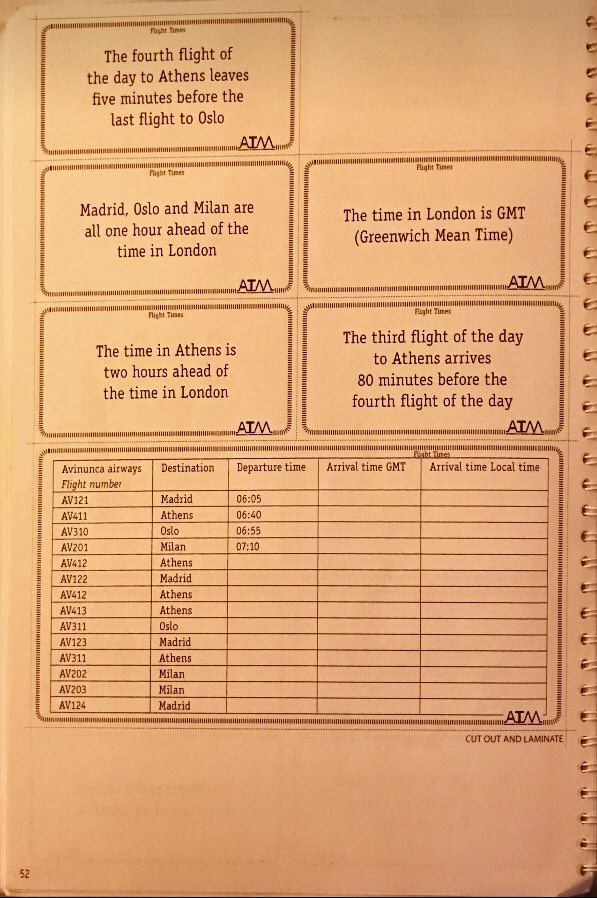 Flight Times
The fourth flight of
the day to Athens leaves
five minutes before the
last flight to Oslo
ATM
Flight Times
Madrid, Oslo and Milan are
all one hour ahead of the
time in London
ATM
Flight Times
The time in London is GMT
(Greenwich Mean Time)
ATM
Flight Times
The time in Athens is
two hours ahead of
the time in London
ATM
Flight Times
The third flight of the day
to Athens arrives
80 minutes before the
fourth flight of the day
ATM
Flight Times
Avinunca airways Destination Departure time Arrival time GMT Arrival time Local time
Flight number
AV121 Madrid 06:05
AV411 Athens 06:40
AV310 Oslo 06:55
AV201 Milan 07:10
AV412 Athens
AV122 Madrid
AV412 Athens
AV413 Athens
AV311 Oslo
AV123 Madrid
AV311 Athens
AV202 Milan
AV203 Milan
AV124 Madrid
ATM
CUT OUT AND LAMINATE
52